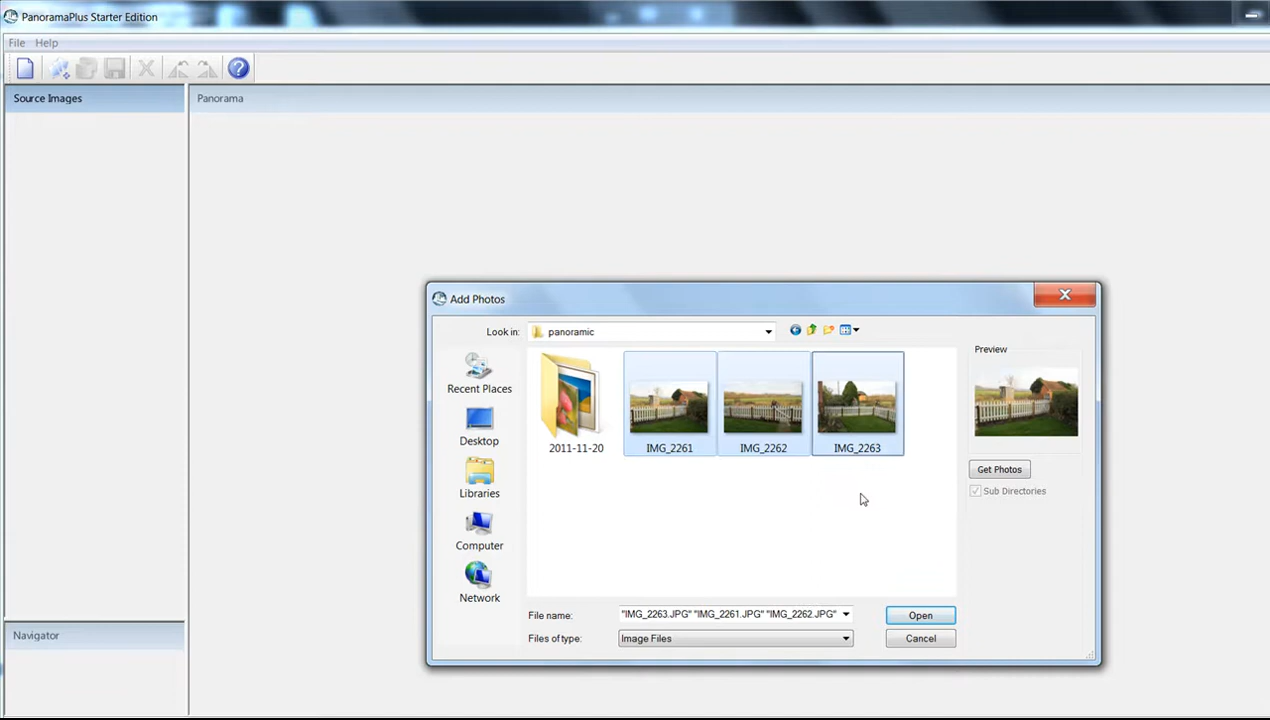 PanoramaPlus Starter Edition
File Help
Source Images
Panorama
Add Photos
Look in: panoramic
Recent Places
Desktop
Libraries
Computer
Network
2011-11-20
IMG_2261
IMG_2262
IMG_2263
Preview
Get Photos
Sub Directories
File name: "IMG_2263.JPG" "IMG_2261.JPG" "IMG_2262.JPG"
Open
Files of type: Image Files
Cancel
Navigator